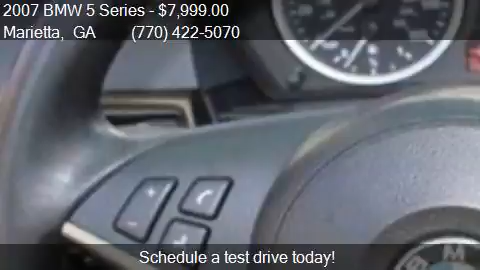 2007 BMW 5 Series - $7,999.00
Marietta,  GA (770) 422-5070
Schedule a test drive today!